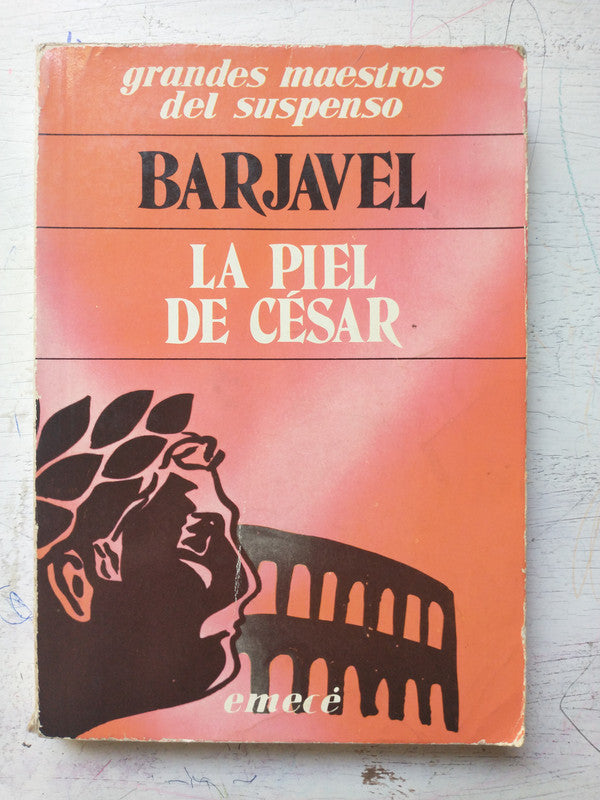 grandes maestros
del suspenso
BARJAVEL
LA PIEL
DE CÉSAR
emecé